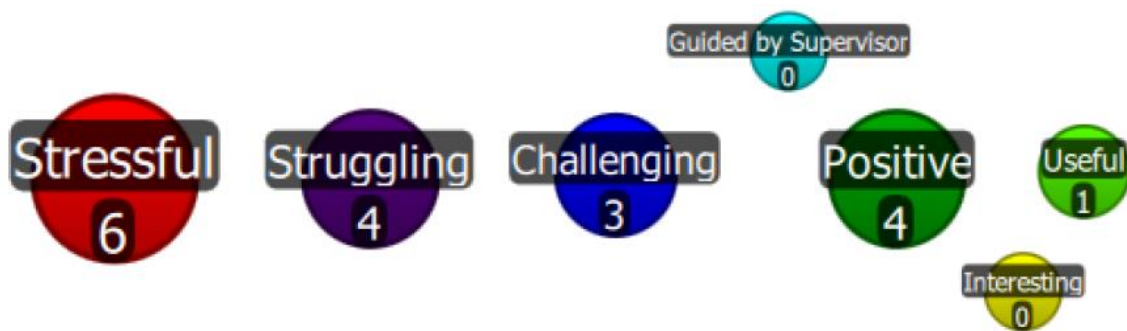 Guided by Supervisor
0
Stressful
6
Struggling
4
Challenging
3
Positive
4
Useful
1
Interesting
0